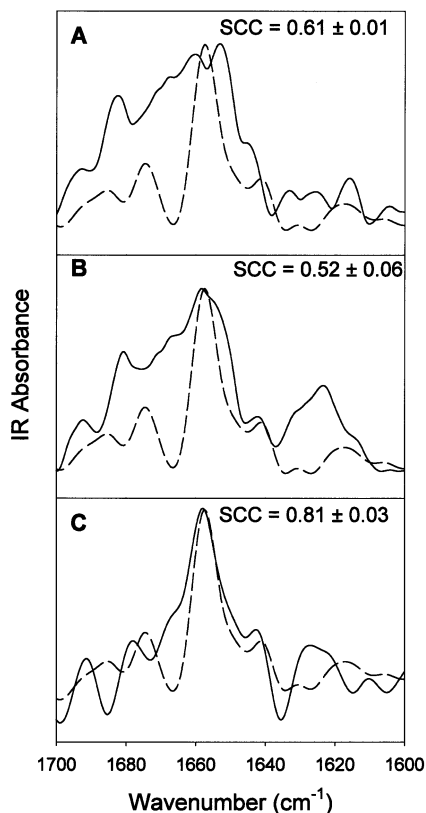 A
SCC = 0.61 ± 0.01
B
SCC = 0.52 ± 0.06
IR Absorbance
C
SCC = 0.81 ± 0.03
1700 1680 1660 1640 1620 1600
Wavenumber (cm⁻¹)